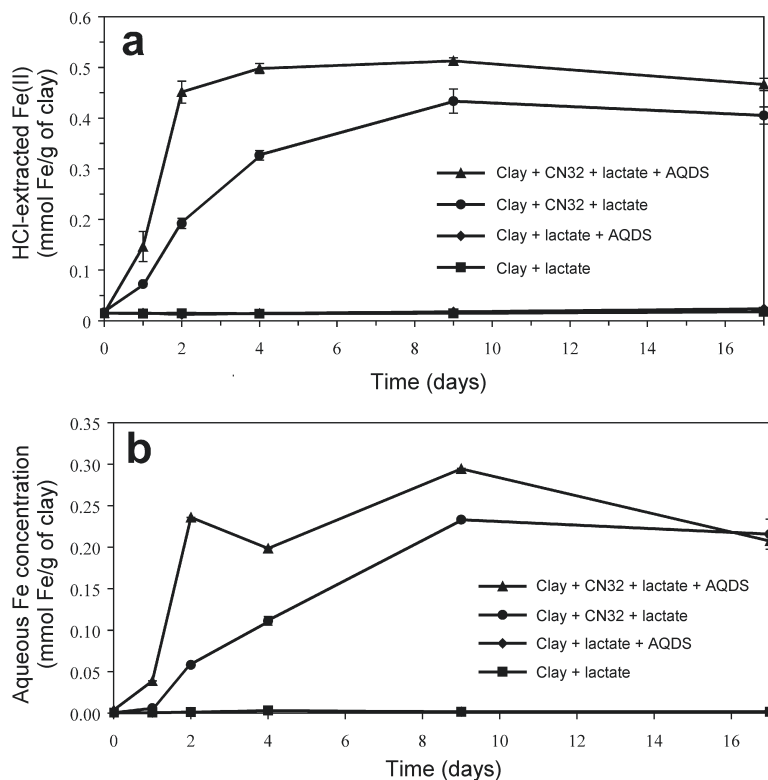 a
HCl-extracted Fe(II)
(mmol Fe/g of clay)
0.6
0.5
0.4
0.3
0.2
0.1
0
Clay + CN32 + lactate + AQDS
Clay + CN32 + lactate
Clay + lactate + AQDS
Clay + lactate
0 2 4 6 8 10 12 14 16
Time (days)
b
Aqueous Fe concentration
(mmol Fe/g of clay)
0.35
0.30
0.25
0.20
0.15
0.10
0.05
0.00
Clay + CN32 + lactate + AQDS
Clay + CN32 + lactate
Clay + lactate + AQDS
Clay + lactate
0 2 4 6 8 10 12 14 16
Time (days)